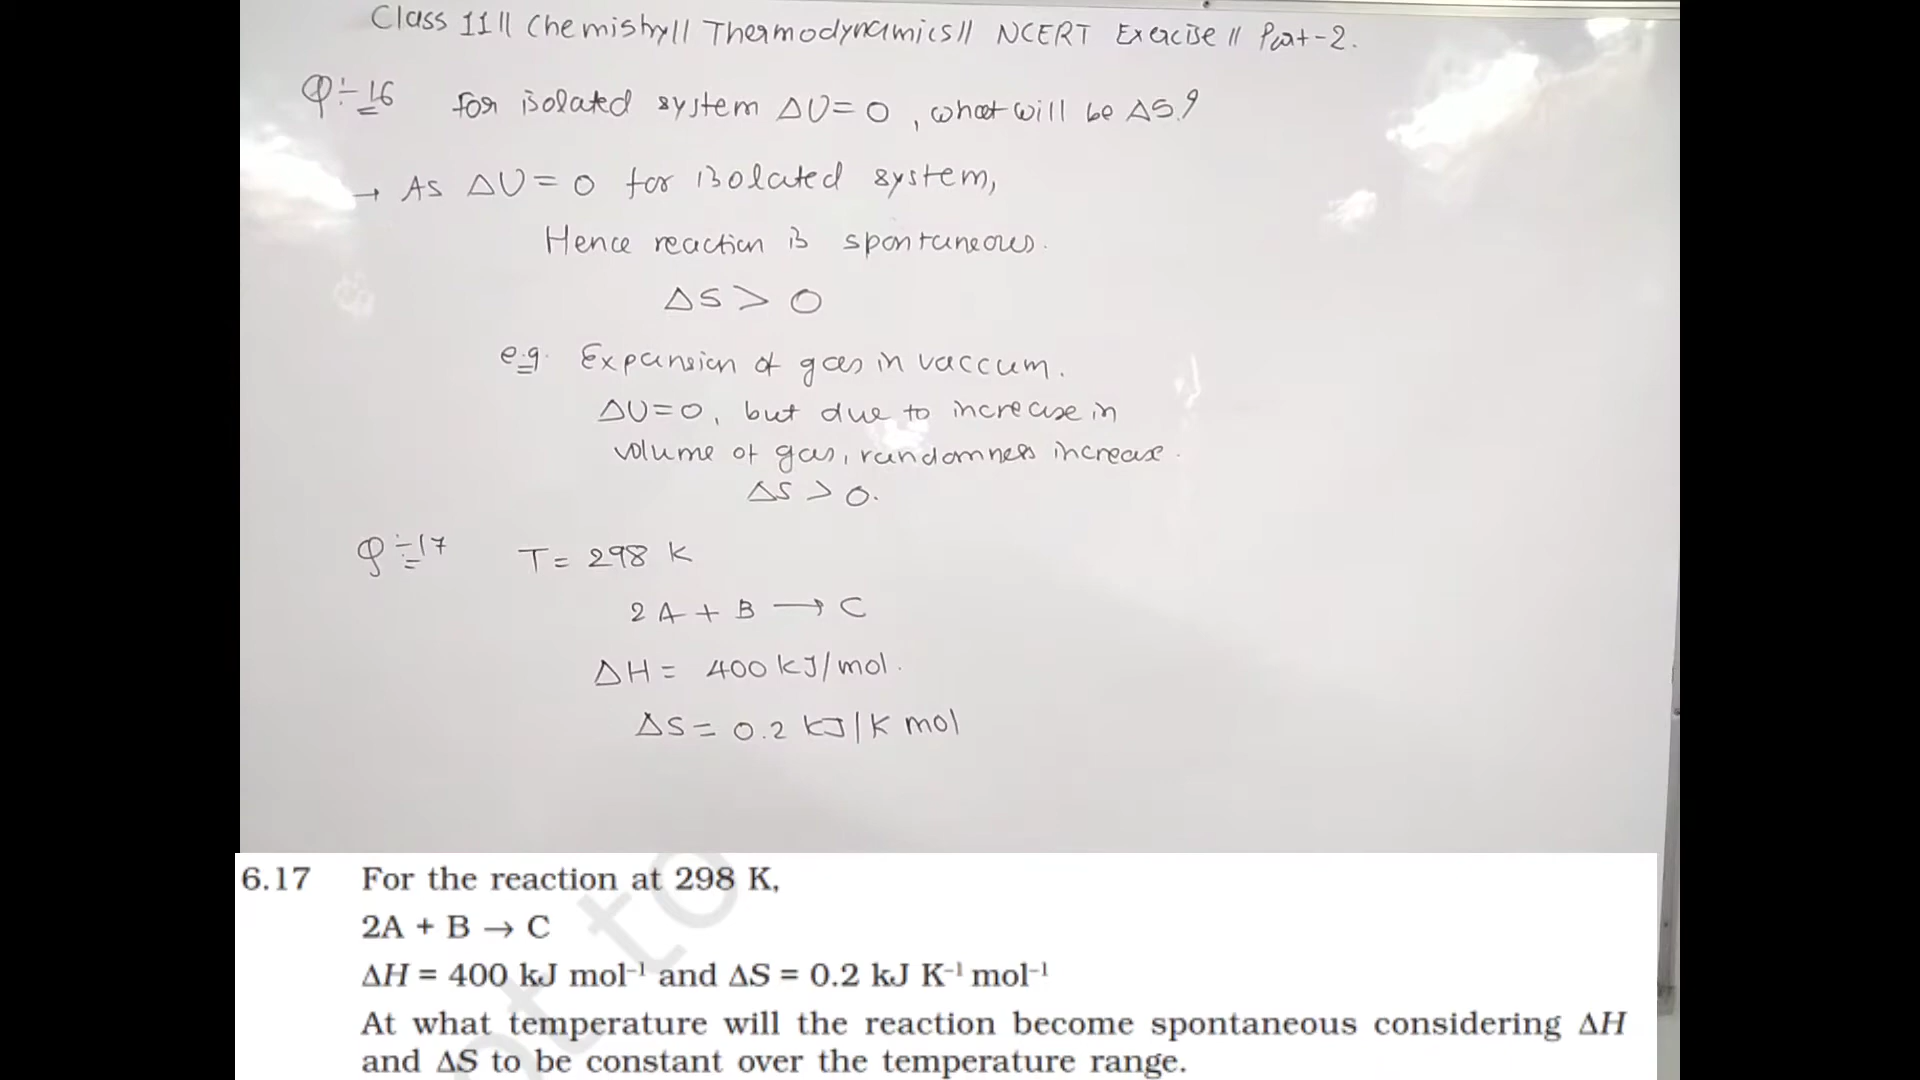 Class 11 || Chemistry || Thermodynamics || NCERT Exercise || Part-2.
Q:-16 for isolated system ΔU = 0, what will be ΔS?
→ As ΔU = 0 for isolated system,
Hence reaction is spontaneous.
ΔS > 0
e.g. Expansion of gas in vaccum.
ΔU=0, but due to increase in
volume of gas, randomness increase.
ΔS > 0.
Q:-17 T = 298 K
2A + B → C
ΔH = 400 kJ/mol.
ΔS = 0.2 kJ/K mol
6.17 For the reaction at 298 K,
2A + B → C
ΔH = 400 kJ mol⁻¹ and ΔS = 0.2 kJ K⁻¹ mol⁻¹
At what temperature will the reaction become spontaneous considering ΔH
and ΔS to be constant over the temperature range.